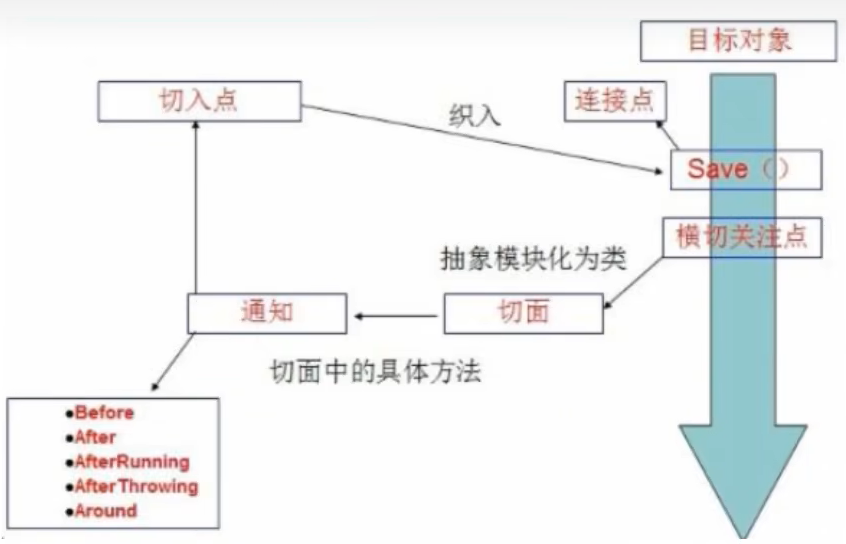 目标对象
切入点
连接点
织入
Save（）
横切关注点
抽象模块化为类
通知
切面
切面中的具体方法
●Before
●After
●AfterRunning
●AfterThrowing
●Around